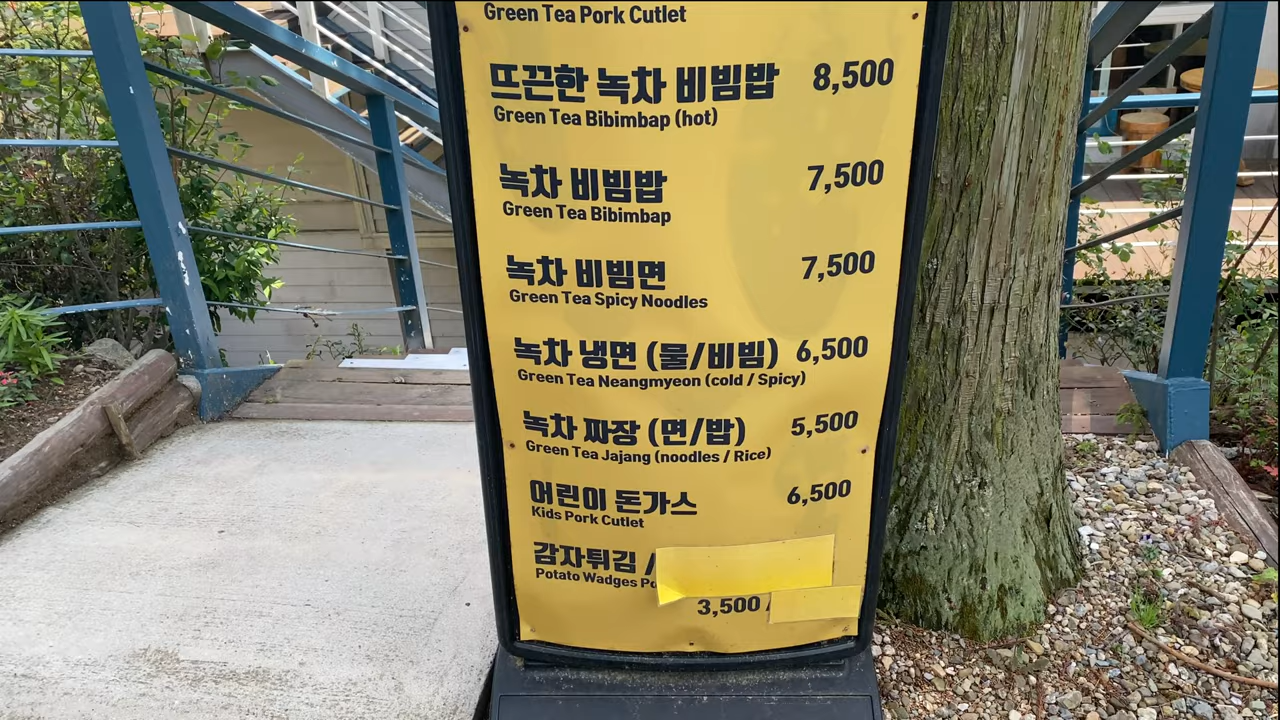 Green Tea Pork Cutlet
뜨끈한 녹차 비빔밥 8,500
Green Tea Bibimbap (hot)
녹차 비빔밥 7,500
Green Tea Bibimbap
녹차 비빔면 7,500
Green Tea Spicy Noodles
녹차 냉면 (물/비빔) 6,500
Green Tea Neangmyeon (cold / Spicy)
녹차 짜장 (면/밥) 5,500
Green Tea Jajang (noodles / Rice)
어린이 돈가스 6,500
Kids Pork Cutlet
감자튀김 /
Potato Wadges
3,500 /